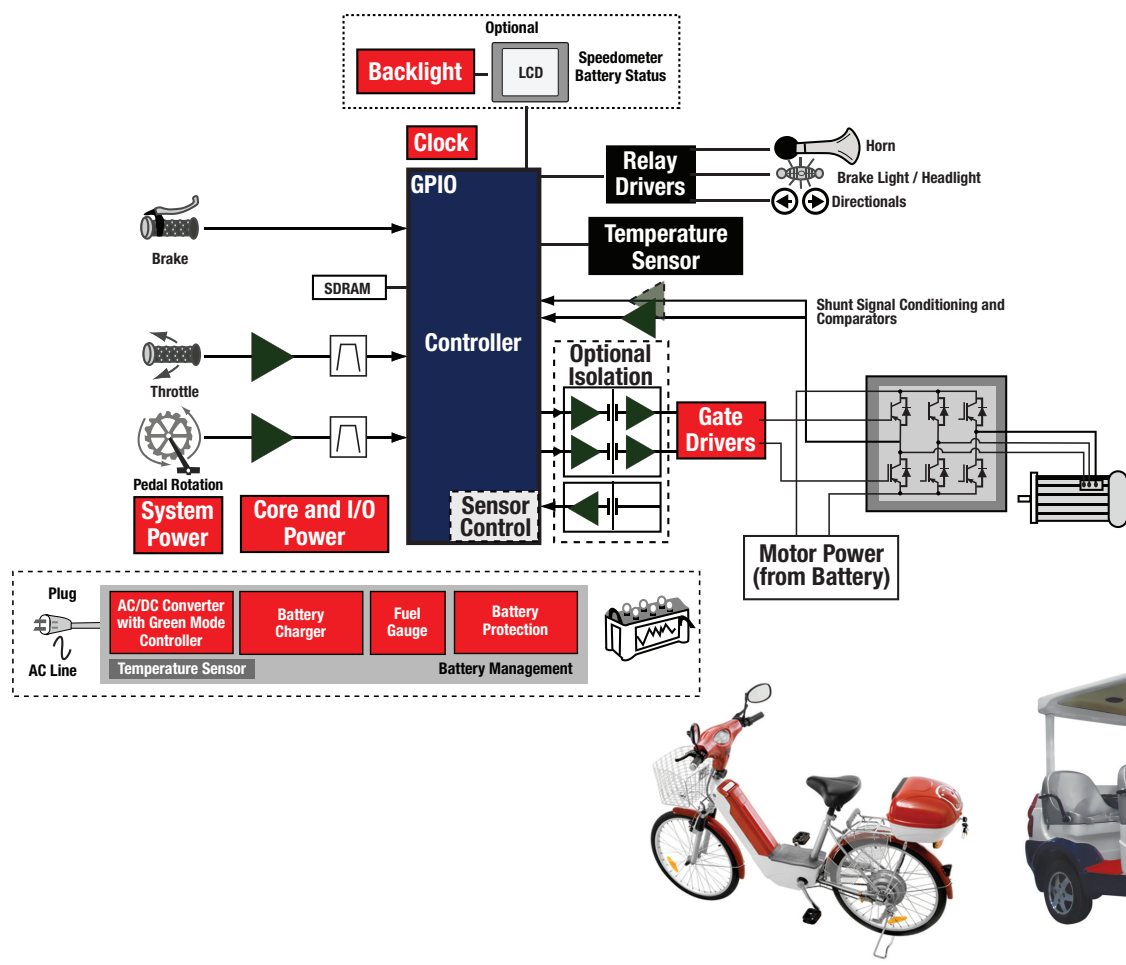 Optional
Backlight
LCD
Speedometer
Battery Status
Clock
GPIO
Relay
Drivers
Horn
Brake Light / Headlight
Directionals
Brake
Temperature
Sensor
SDRAM
Shunt Signal Conditioning and
Comparators
Controller
Throttle
Optional
Isolation
Gate
Drivers
Pedal Rotation
System
Power
Core and I/O
Power
Sensor
Control
Motor Power
(from Battery)
Plug
AC Line
AC/DC Converter
with Green Mode
Controller
Battery
Charger
Fuel
Gauge
Battery
Protection
Temperature Sensor
Battery Management